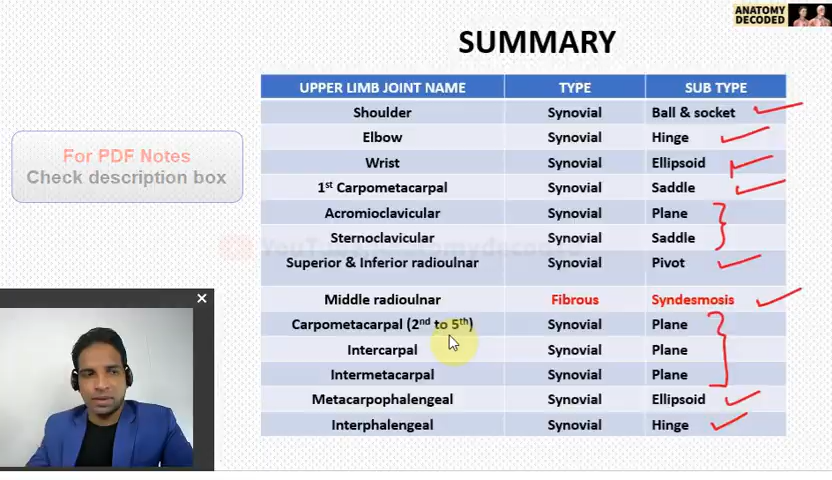 ANATOMY
DECODED
SUMMARY
UPPER LIMB JOINT NAME TYPE SUB TYPE
Shoulder Synovial Ball & socket
Elbow Synovial Hinge
Wrist Synovial Ellipsoid
1st Carpometacarpal Synovial Saddle
Acromioclavicular Synovial Plane
Sternoclavicular Synovial Saddle
Superior & Inferior radioulnar Synovial Pivot
Middle radioulnar Fibrous Syndesmosis
Carpometacarpal (2nd to 5th) Synovial Plane
Intercarpal Synovial Plane
Intermetacarpal Synovial Plane
Metacarpophalengeal Synovial Ellipsoid
Interphalengeal Synovial Hinge
For PDF Notes
Check description box